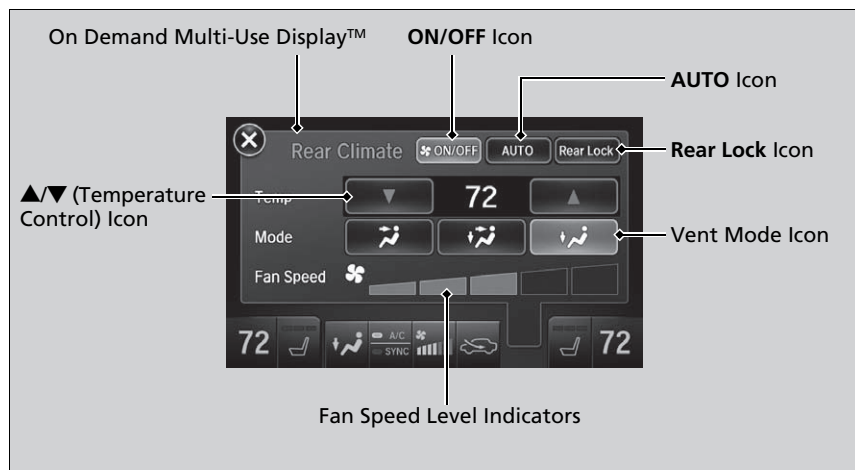 On Demand Multi-Use Display™
ON/OFF Icon
AUTO Icon
Rear Climate
ON/OFF
AUTO
Rear Lock
Rear Lock Icon
▲/▼ (Temperature
Control) Icon
Temp
▼
72
▲
Mode
Vent Mode Icon
Fan Speed
72
A/C
SYNC
72
Fan Speed Level Indicators